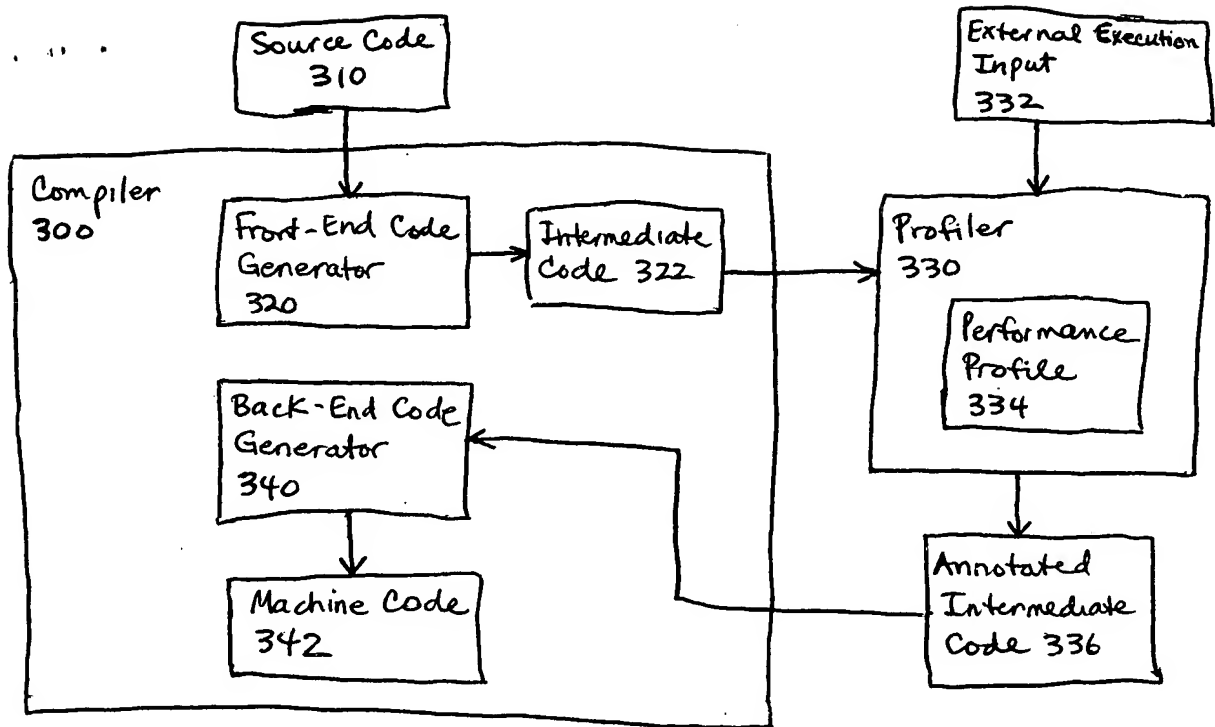 Source Code
310
External Execution
Input
332
Compiler
300
Front-End Code
Generator
320
Intermediate
Code 322
Profiler
330
Performance
Profile
334
Back-End Code
Generator
340
Machine Code
342
Annotated
Intermediate
Code 336